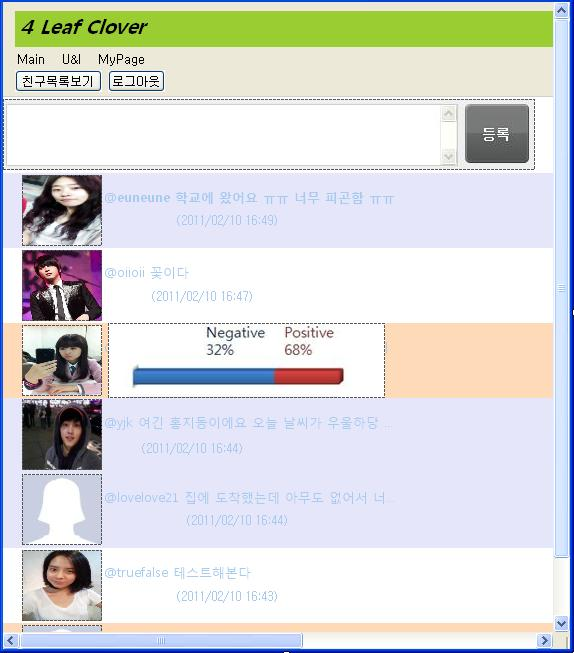 4 Leaf Clover
Main U&I MyPage
친구목록보기 로그아웃
등록
@euneune 학교에 왔어요 ㅠㅠ 너무 피곤함 ㅠㅠ
(2011/02/10 16:49)
@oiioii 꽃이다
(2011/02/10 16:47)
Negative Positive
32% 68%
@yjk 여긴 홍지동이에요 오늘 날씨가 우울하당 ...
(2011/02/10 16:44)
@lovelove21 집에 도착했는데 아무도 없어서 너...
(2011/02/10 16:44)
@truefalse 테스트해본다
(2011/02/10 16:43)